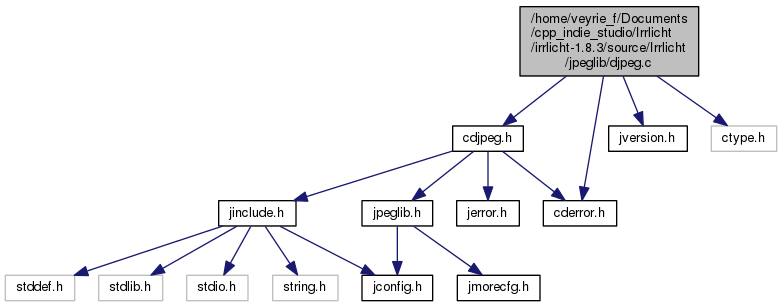 /home/veyrie_f/Documents
/cpp_indie_studio/Irrlicht
/irrlicht-1.8.3/source/Irrlicht
/jpeglib/djpeg.c
cdjpeg.h
jversion.h
ctype.h
jinclude.h
jpeglib.h
jerror.h
cderror.h
stddef.h
stdlib.h
stdio.h
string.h
jconfig.h
jmorecfg.h